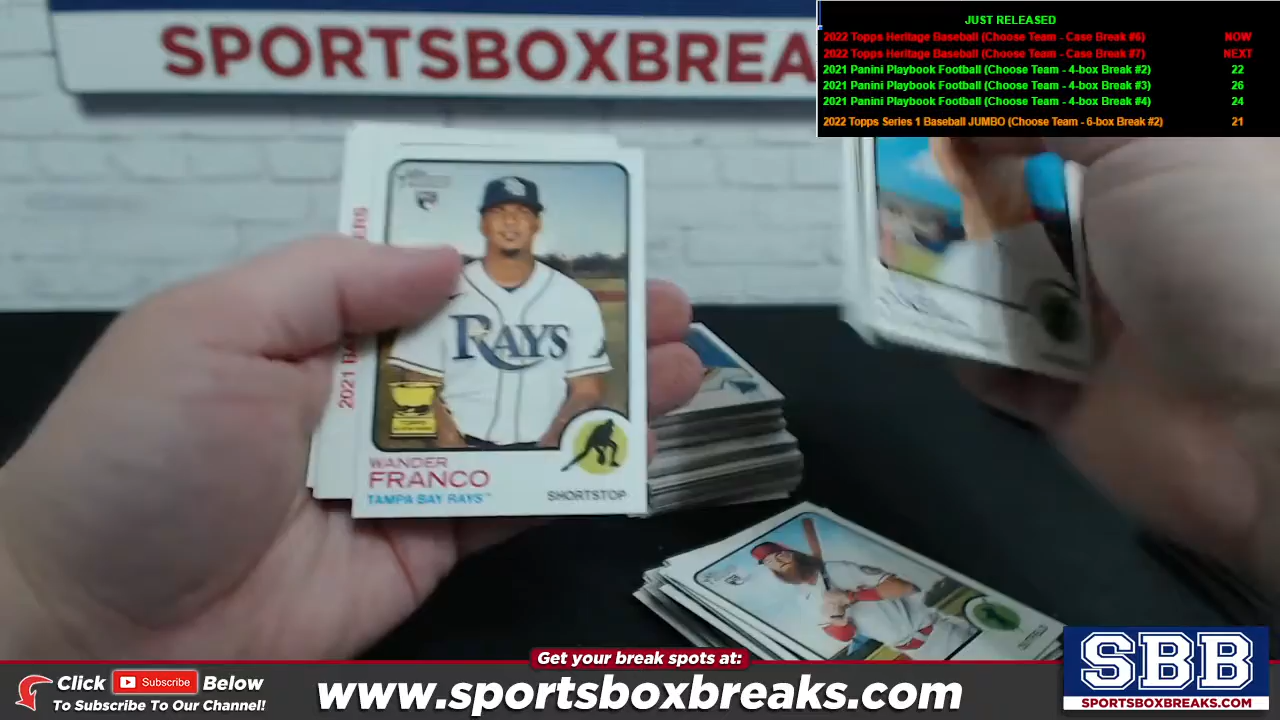 SPORTSBOXBREA
JUST RELEASED
2022 Topps Heritage Baseball (Choose Team - Case Break #6) NOW
2022 Topps Heritage Baseball (Choose Team - Case Break #7) NEXT
2021 Panini Playbook Football (Choose Team - 4-box Break #2) 22
2021 Panini Playbook Football (Choose Team - 4-box Break #3) 26
2021 Panini Playbook Football (Choose Team - 4-box Break #4) 24
2022 Topps Series 1 Baseball JUMBO (Choose Team - 6-box Break #2) 21
RAYS
TOPPS
WANDER
FRANCO
TAMPA BAY RAYS™
SHORTSTOP
2021 BA
ERS
Get your break spots at:
Click Subscribe Below
To Subscribe To Our Channel!
www.sportsboxbreaks.com
SBB
SPORTSBOXBREAKS.COM